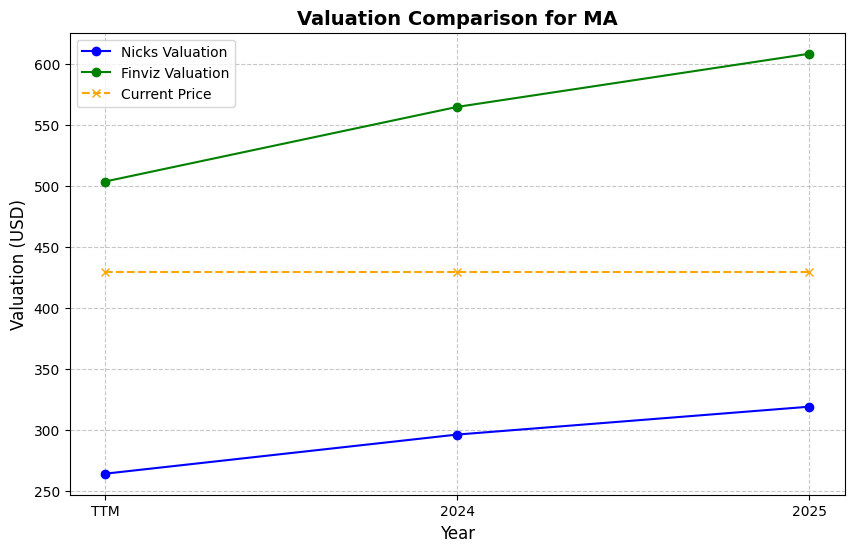 Valuation Comparison for MA
Nicks Valuation
Finviz Valuation
Current Price
Valuation (USD)
600
550
500
450
400
350
300
250
TTM
2024
2025
Year